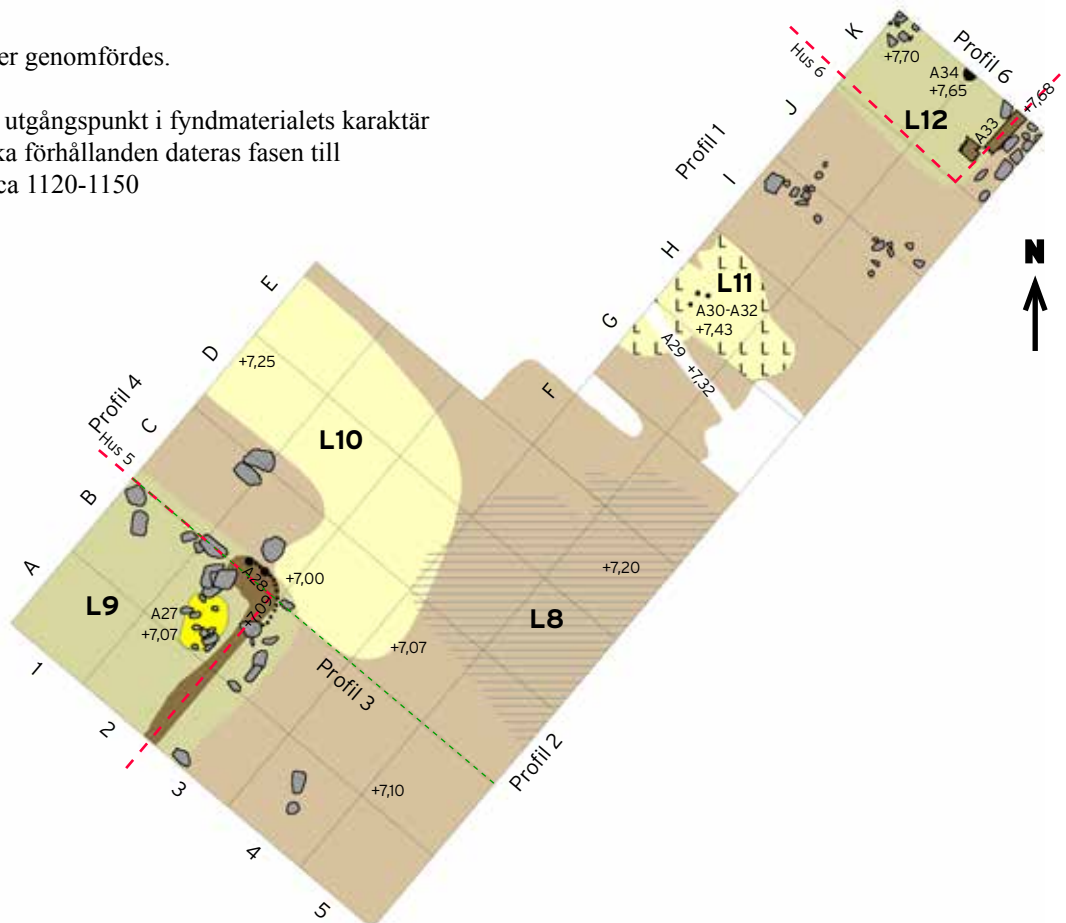 er genomfördes.
utgångspunkt i fyndmaterialets karaktär
ka förhållanden dateras fasen till
ca 1120-1150
K
Profil 6
Hus 6
+7,70
A34
+7,65
+7,68
J
L12
A33
Profil 1
I
H
N
L11
L L L L L L L L L L L L L L L L L L L L L L
A30-A32
+7,43
E
G
A29
+7,32
D
+7,25
F
Profil 4
C
L10
Hus 5
B
A
A28
+7,00
+7,20
L9
A27
+7,07
+7,09
L8
+7,07
1
Profil 3
2
Profil 2
3
+7,10
4
5